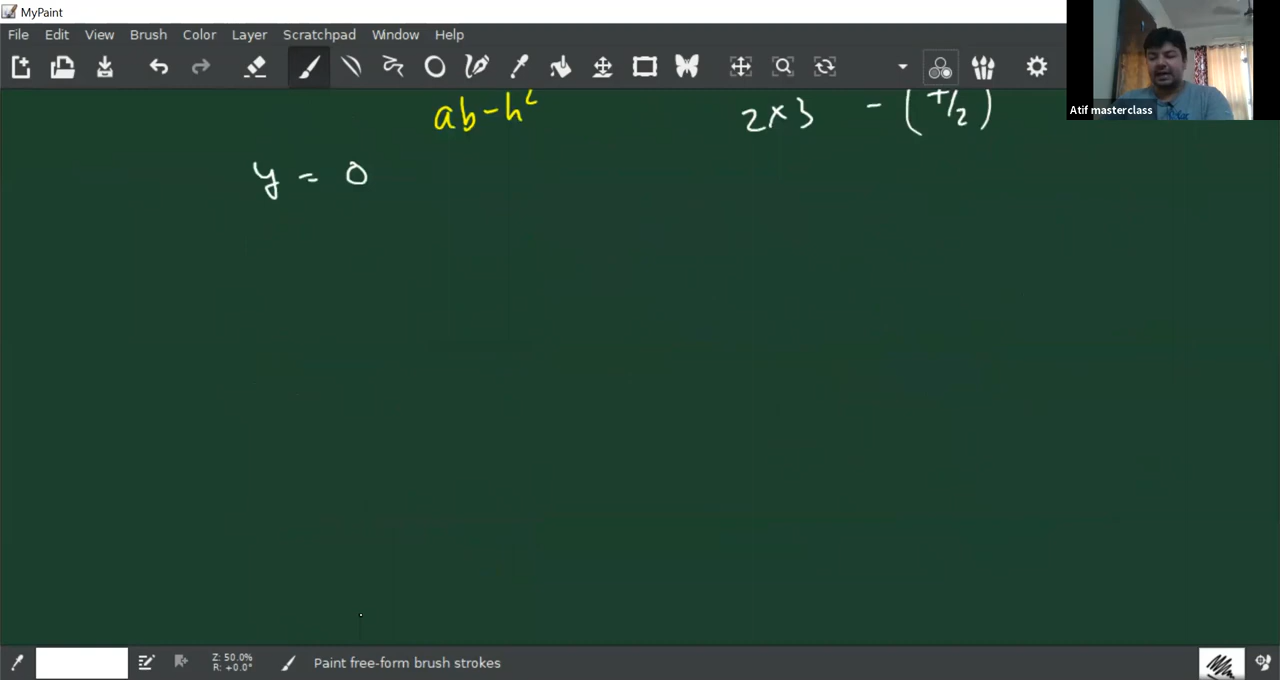 MyPaint
File Edit View Brush Color Layer Scratchpad Window Help
Atif masterclass
ab-h²
2×3 - (7/2)
y = 0
Z: 50.0%
R: +0.0°
Paint free-form brush strokes